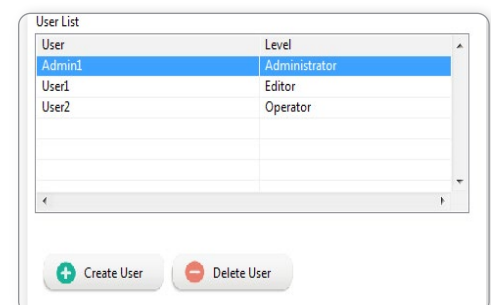 User List
User Level
Admin1 Administrator
User1 Editor
User2 Operator
Create User Delete User